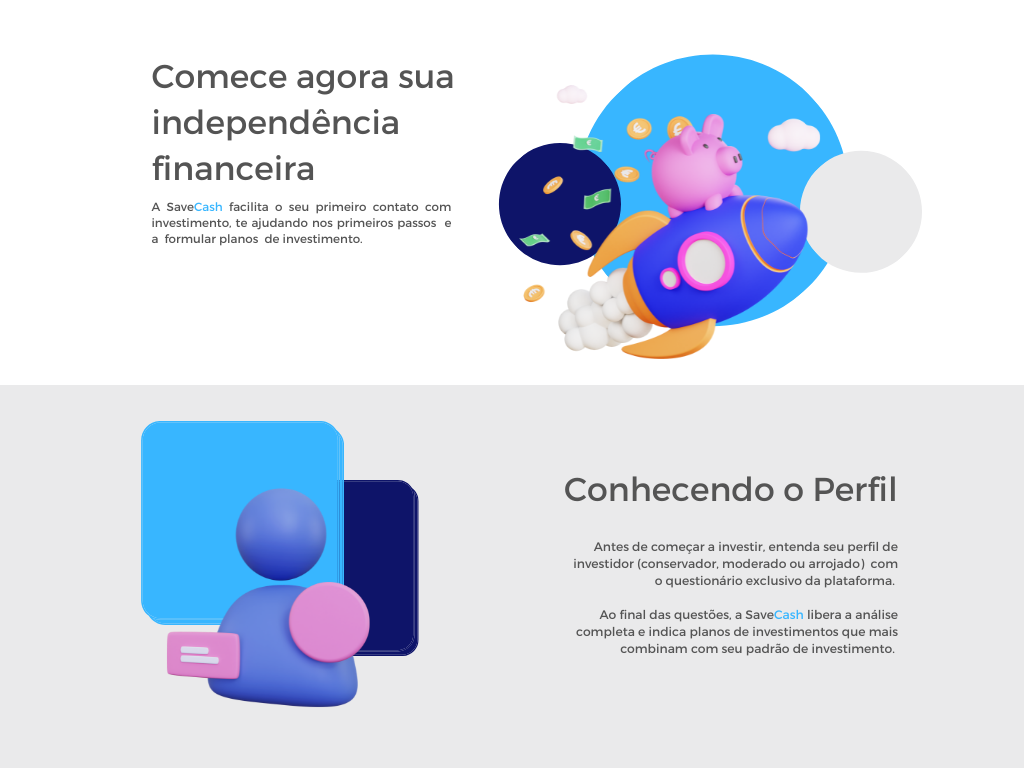 Comece agora sua
independência
financeira
A SaveCash facilita o seu primeiro contato com
investimento, te ajudando nos primeiros passos e
a formular planos de investimento.
Conhecendo o Perfil
Antes de começar a investir, entenda seu perfil de
investidor (conservador, moderado ou arrojado) com
o questionário exclusivo da plataforma.
Ao final das questões, a SaveCash libera a análise
completa e indica planos de investimentos que mais
combinam com seu padrão de investimento.